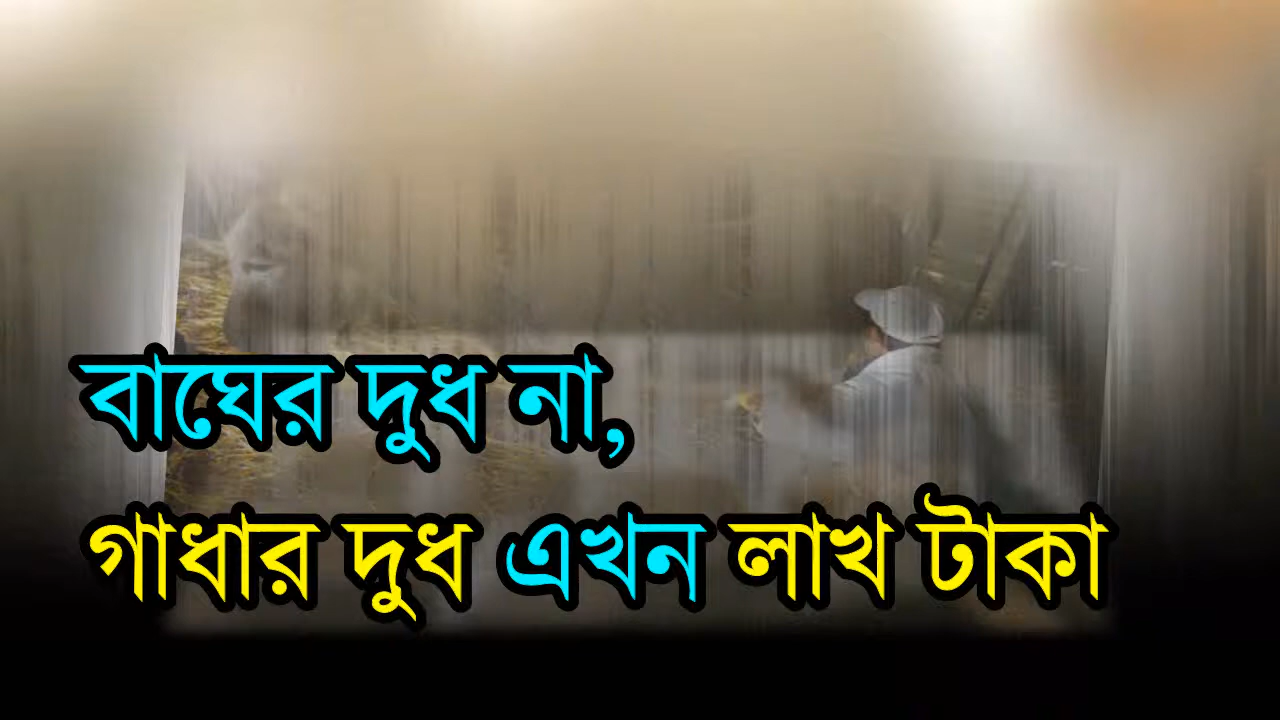 বাঘের দুধ না,
গাধার দুধ এখন লাখ টাকা